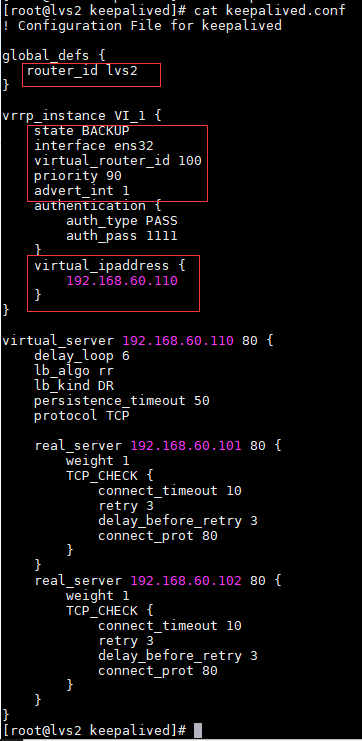 [root@lvs2 keepalived]# cat keepalived.conf
! Configuration File for keepalived

global_defs {
   router_id lvs2
}

vrrp_instance VI_1 {
    state BACKUP
    interface ens32
    virtual_router_id 100
    priority 90
    advert_int 1
    authentication {
        auth_type PASS
        auth_pass 1111
    }
    virtual_ipaddress {
        192.168.60.110
    }
}

virtual_server 192.168.60.110 80 {
    delay_loop 6
    lb_algo rr
    lb_kind DR
    persistence_timeout 50
    protocol TCP

    real_server 192.168.60.101 80 {
        weight 1
        TCP_CHECK {
            connect_timeout 10
            retry 3
            delay_before_retry 3
            connect_prot 80
        }
    }
    real_server 192.168.60.102 80 {
        weight 1
        TCP_CHECK {
            connect_timeout 10
            retry 3
            delay_before_retry 3
            connect_prot 80
        }
    }
}
[root@lvs2 keepalived]#